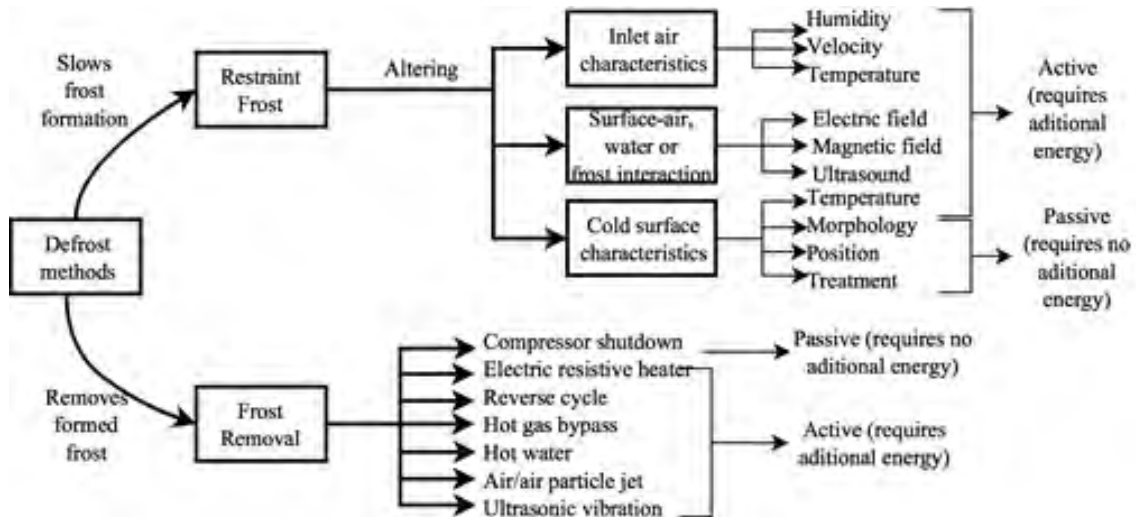 Slows
frost
formation
Removes
formed
frost
Defrost
methods
Restraint
Frost
Altering
Inlet air
characteristics
Humidity
Velocity
Temperature
Surface-air,
water or
frost interaction
Electric field
Magnetic field
Ultrasound
Cold surface
characteristics
Temperature
Morphology
Position
Treatment
Active
(requires
aditional
energy)
Passive
(requires no
aditional
energy)
Frost
Removal
Compressor shutdown
Electric resistive heater
Reverse cycle
Hot gas bypass
Hot water
Air/air particle jet
Ultrasonic vibration
Passive (requires no
aditional energy)
Active (requires
aditional energy)